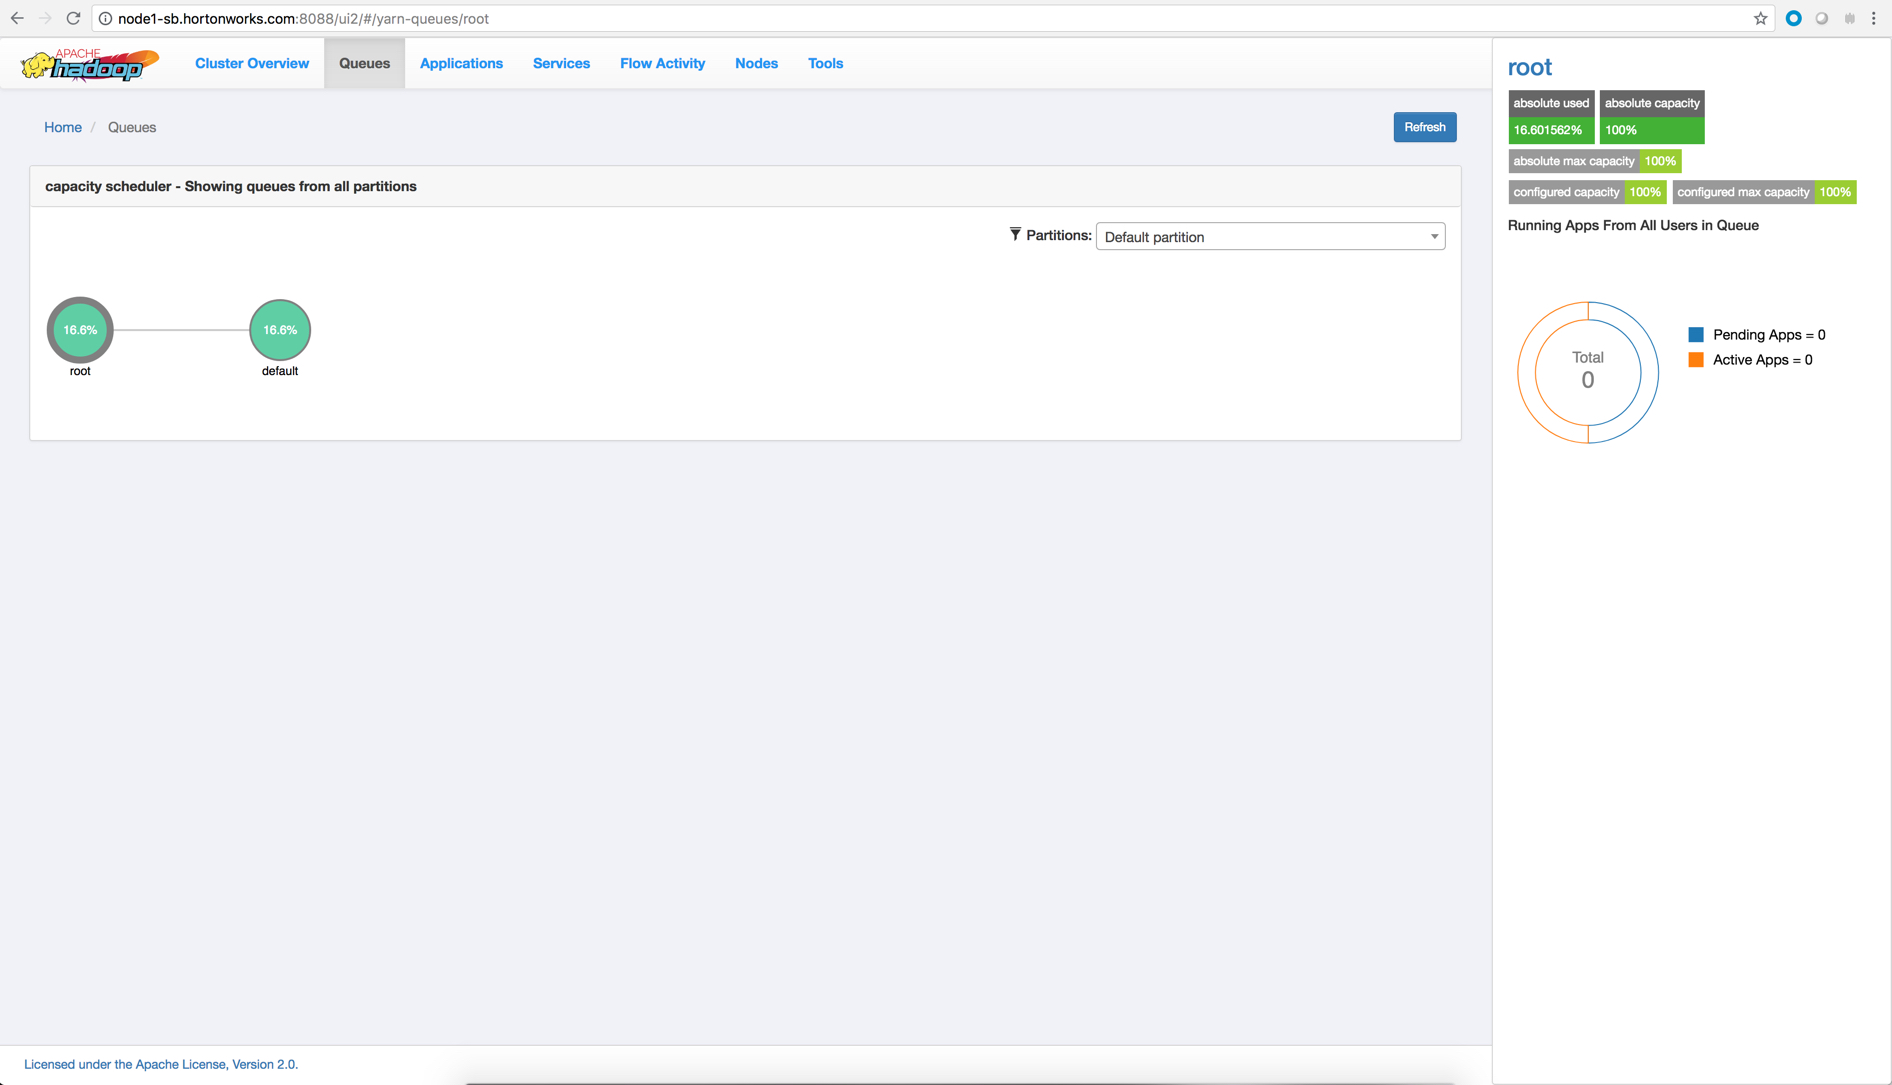 node1-sb.hortonworks.com:8088/ui2/#/yarn-queues/root
APACHE
hadoop
Cluster Overview
Queues
Applications
Services
Flow Activity
Nodes
Tools
Home / Queues
Refresh
capacity scheduler - Showing queues from all partitions
Partitions: Default partition
16.6%
root
16.6%
default
root
absolute used
16.601562%
absolute capacity
100%
absolute max capacity 100%
configured capacity 100%
configured max capacity 100%
Running Apps From All Users in Queue
Total
0
Pending Apps = 0
Active Apps = 0
Licensed under the Apache License, Version 2.0.